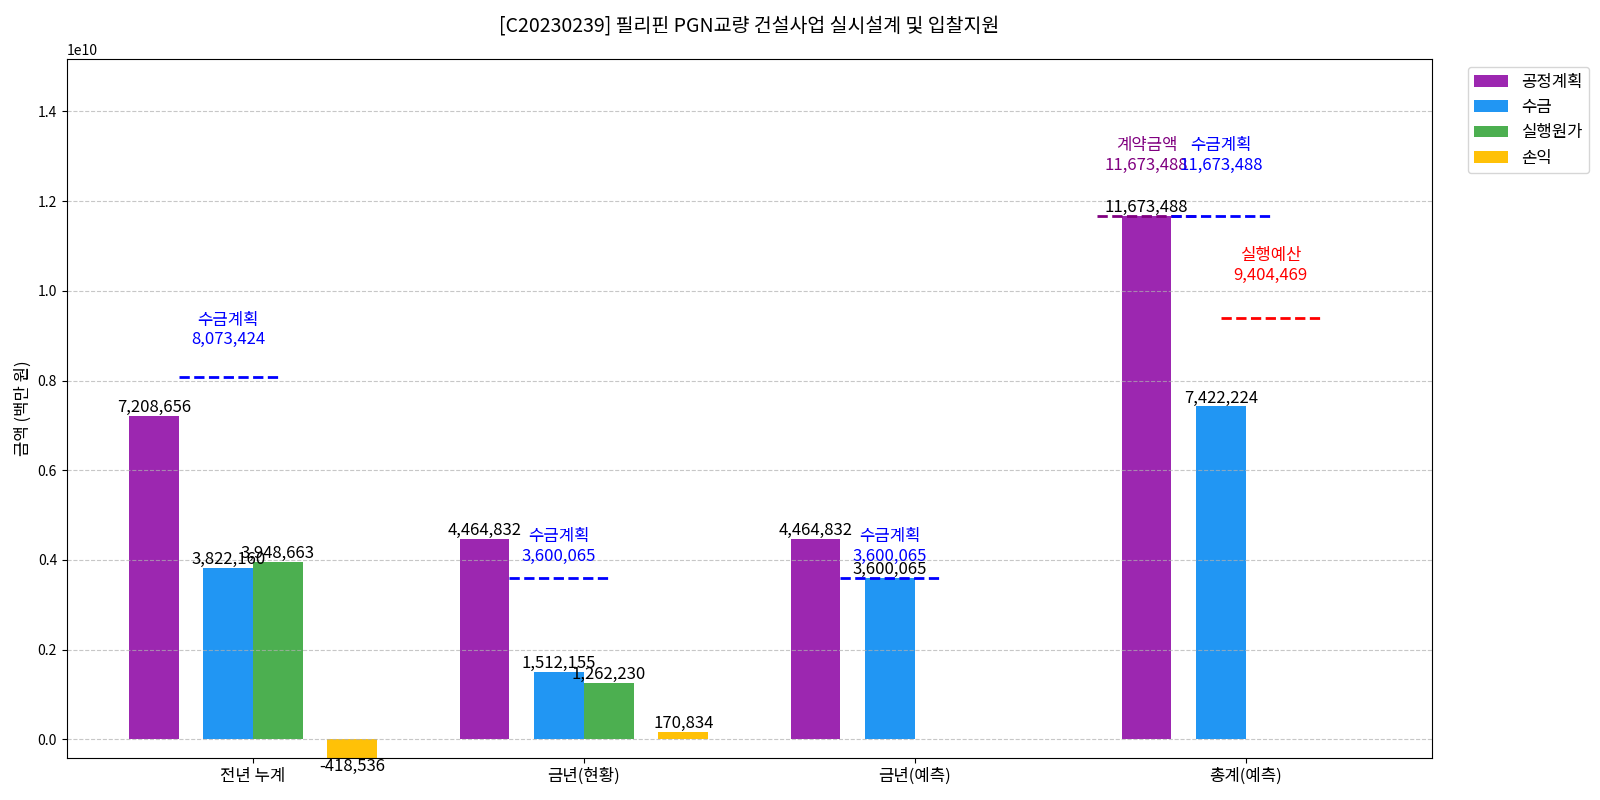 [C20230239] 필리핀 PGN교량 건설사업 실시설계 및 입찰지원
1e10
금액 (백만 원)
1.4
1.2
1.0
0.8
0.6
0.4
0.2
0.0
공정계획
수금
실행원가
손익
수금계획
8,073,424
7,208,656
3,822,160
3,948,663
-418,536
4,464,832
수금계획
3,600,065
1,512,155
1,262,230
170,834
4,464,832
수금계획
3,600,065
3,600,065
계약금액
11,673,488
수금계획
11,673,488
11,673,488
실행예산
9,404,469
7,422,224
전년 누계
금년(현황)
금년(예측)
총계(예측)